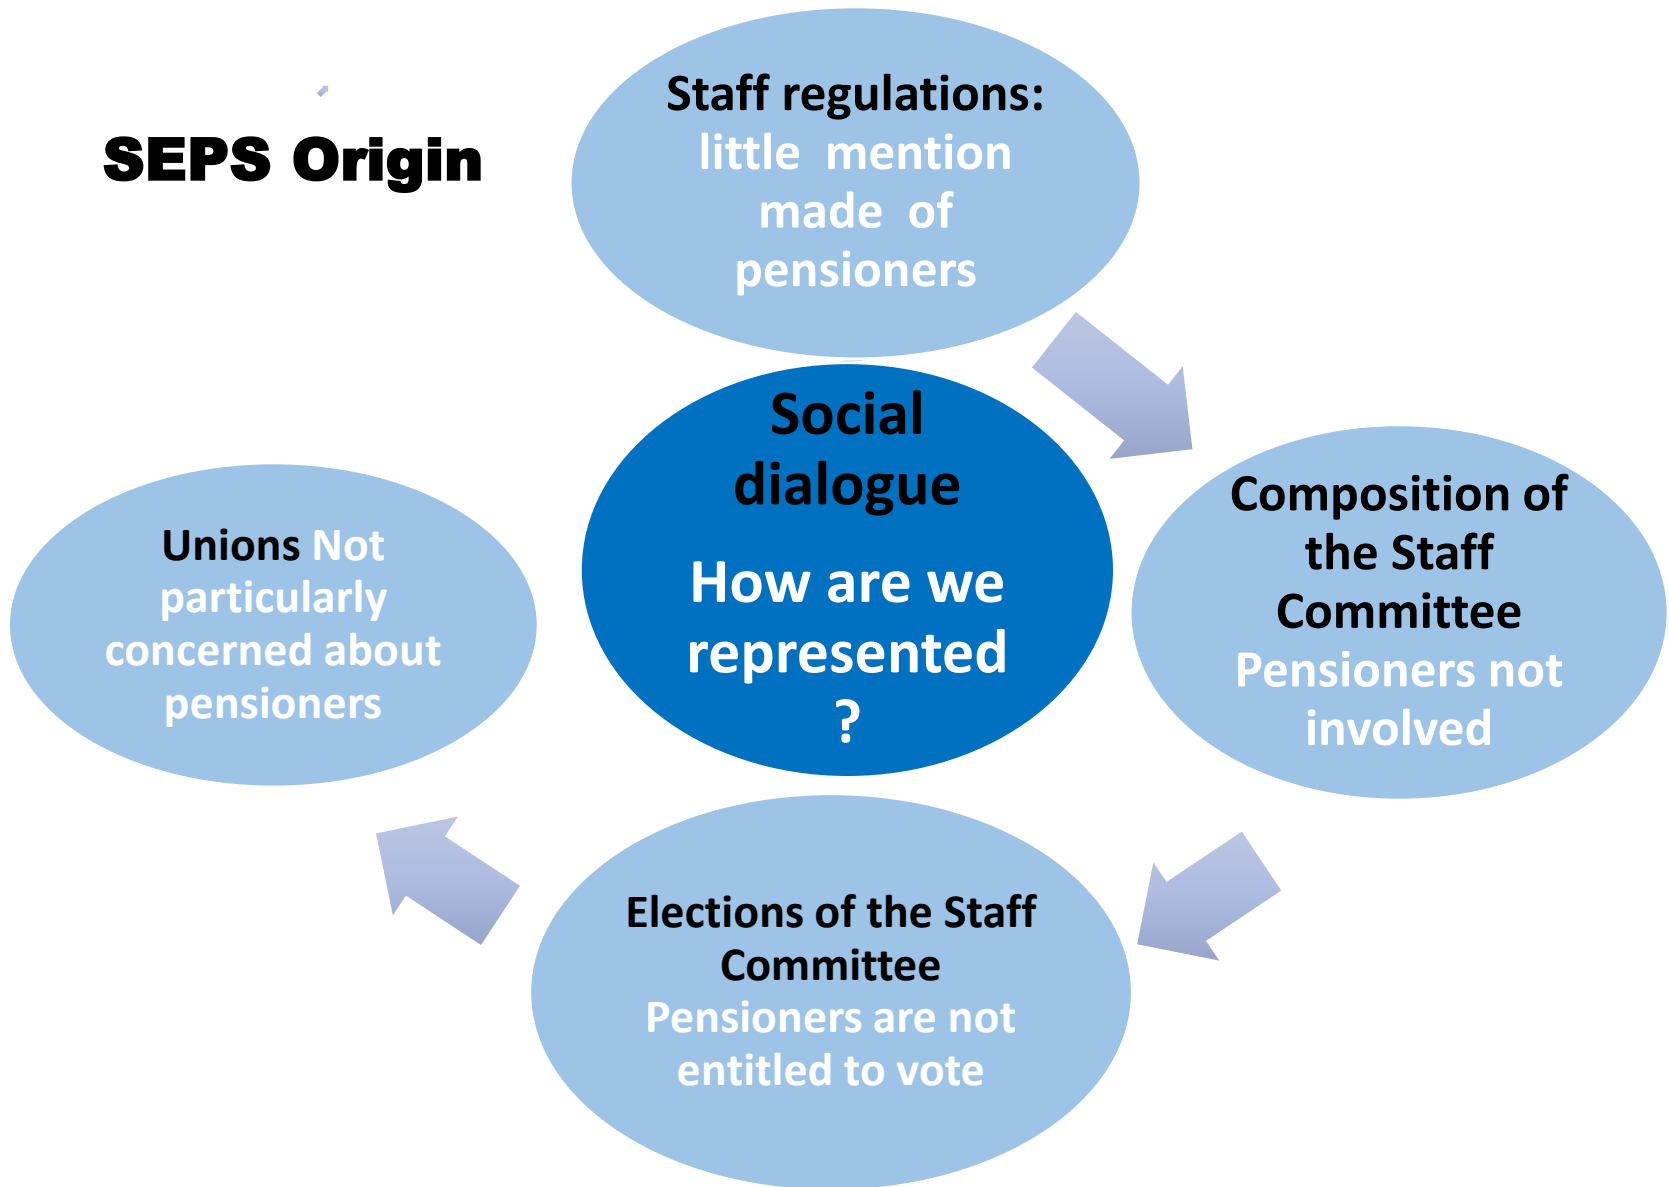 SEPS Origin
Staff regulations:
little mention
made of
pensioners
Social
dialogue
How are we
represented
?
Composition of
the Staff
Committee
Pensioners not
involved
Elections of the Staff
Committee
Pensioners are not
entitled to vote
Unions Not
particularly
concerned about
pensioners